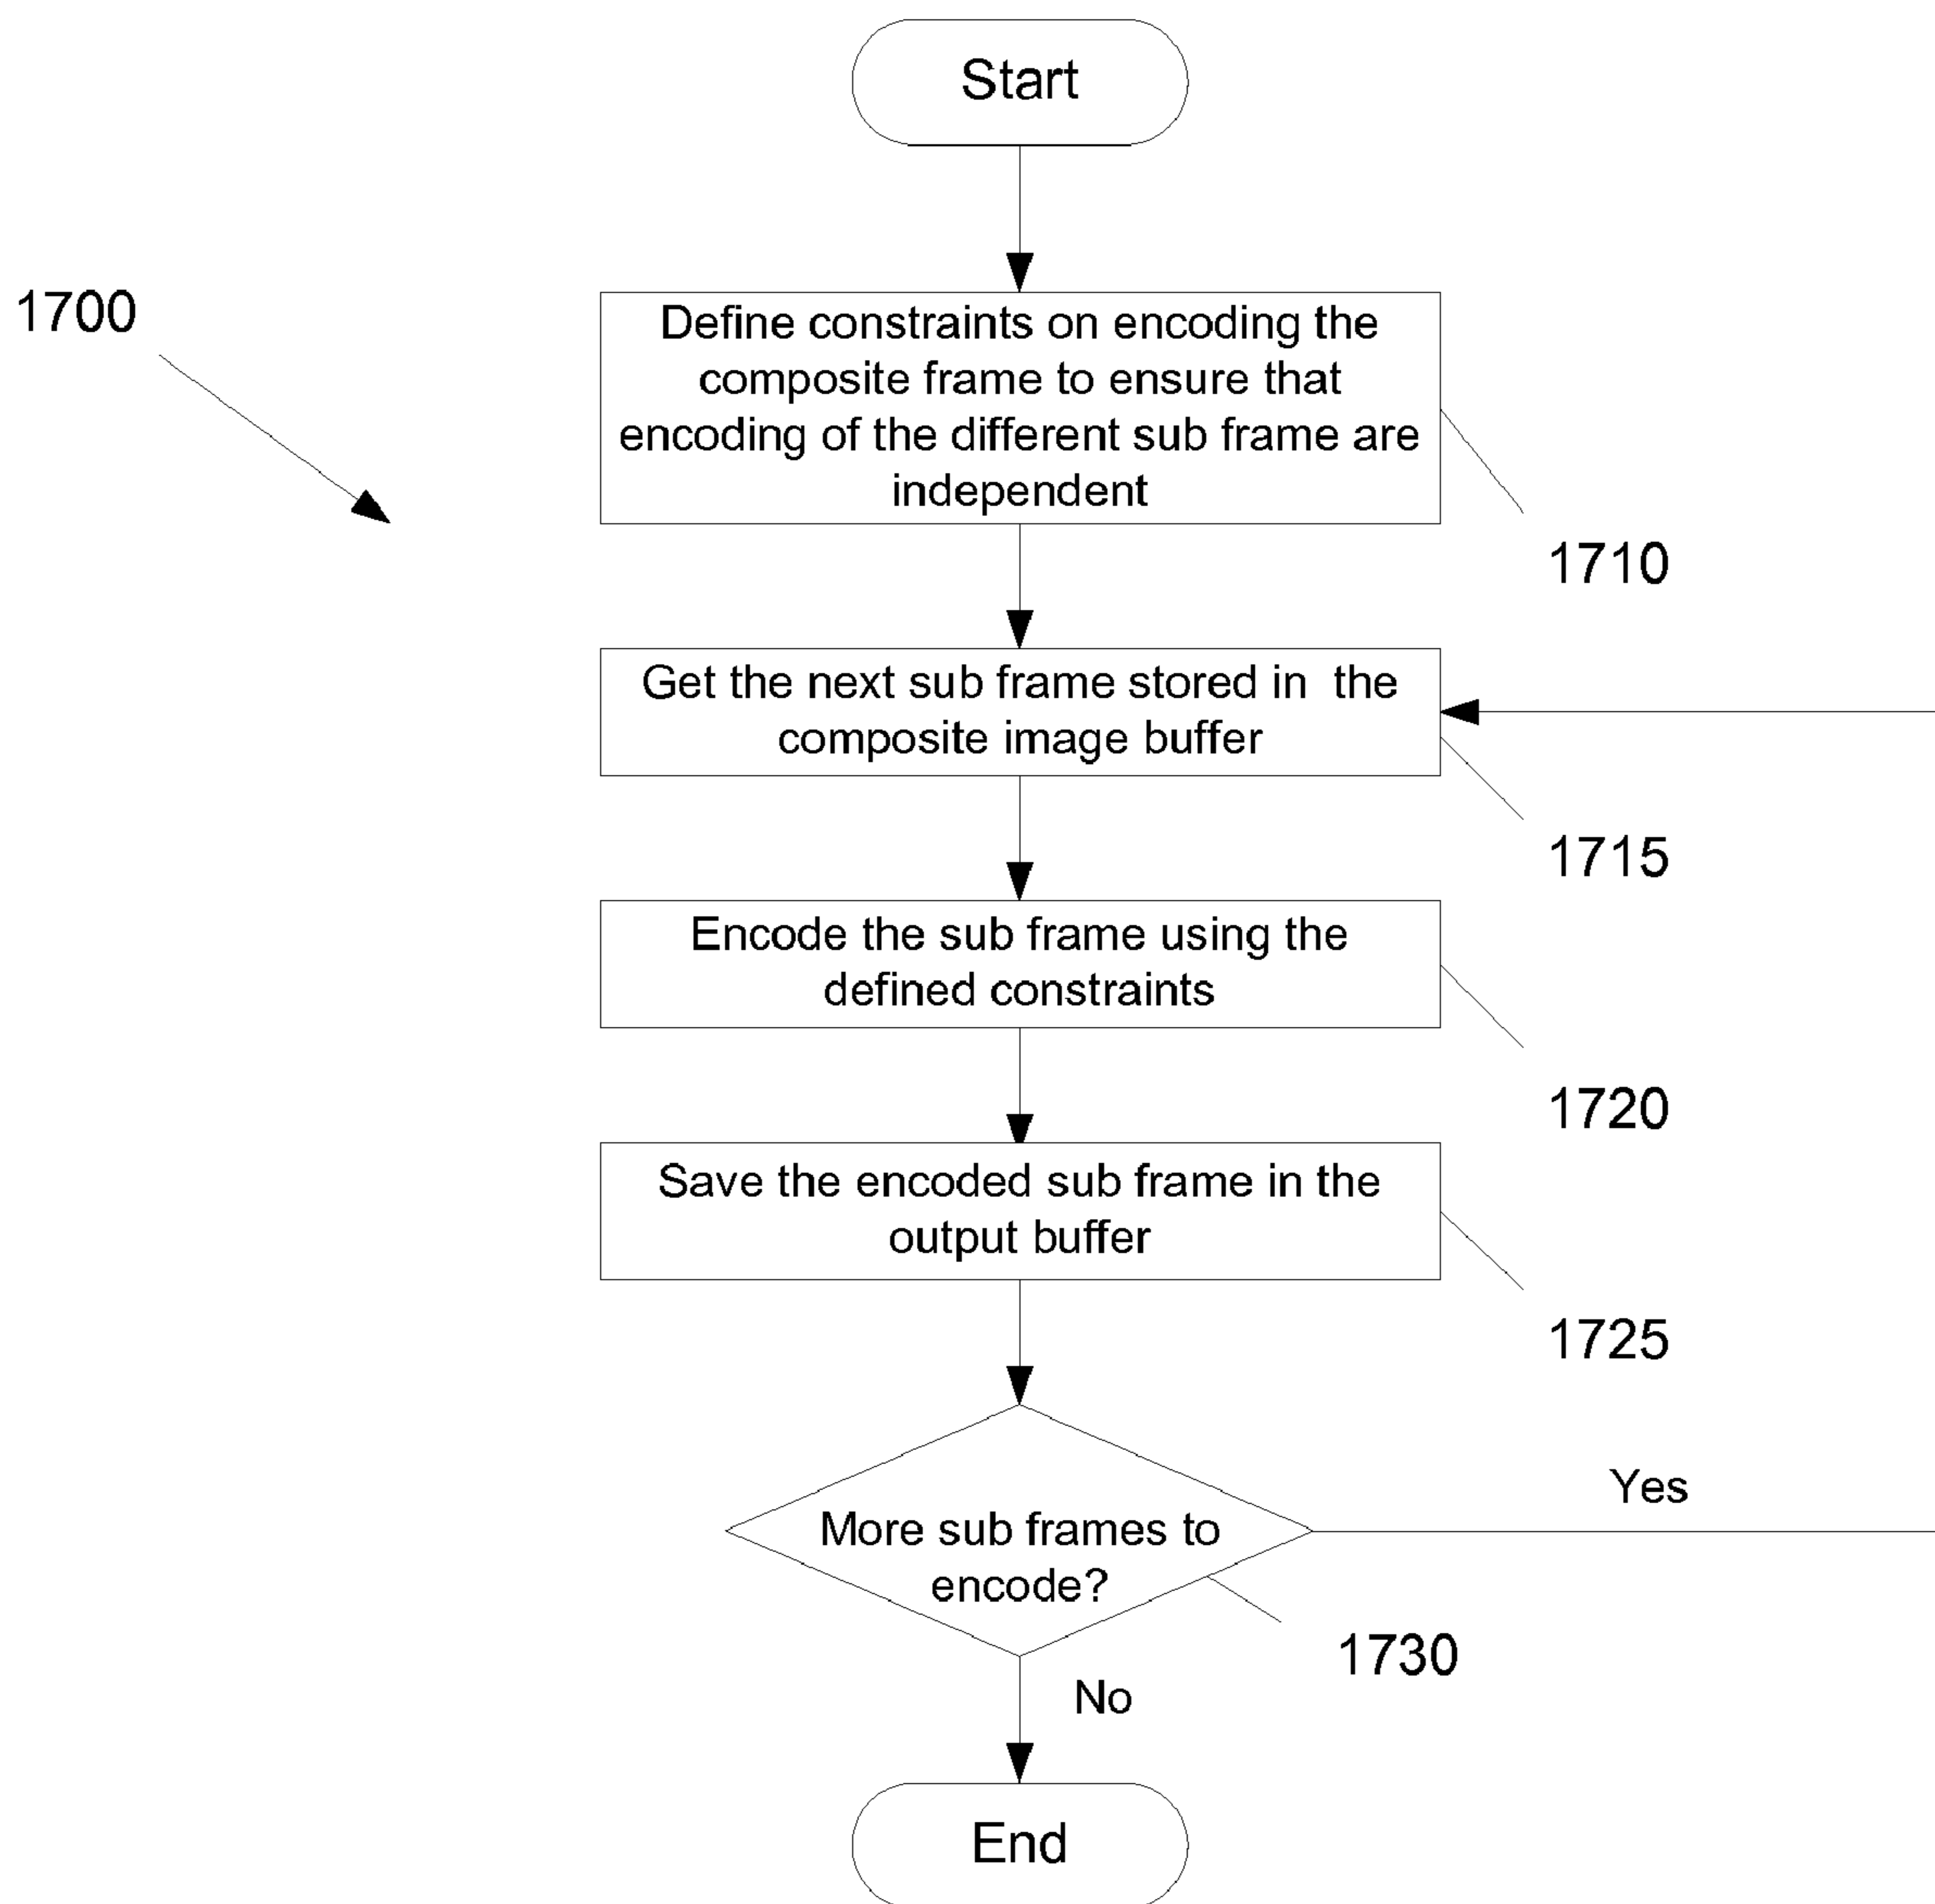 Start
1700
Define constraints on encoding the
composite frame to ensure that
encoding of the different sub frame are
independent
1710
Get the next sub frame stored in the
composite image buffer
1715
Encode the sub frame using the
defined constraints
1720
Save the encoded sub frame in the
output buffer
1725
Yes
More sub frames to
encode?
1730
No
End